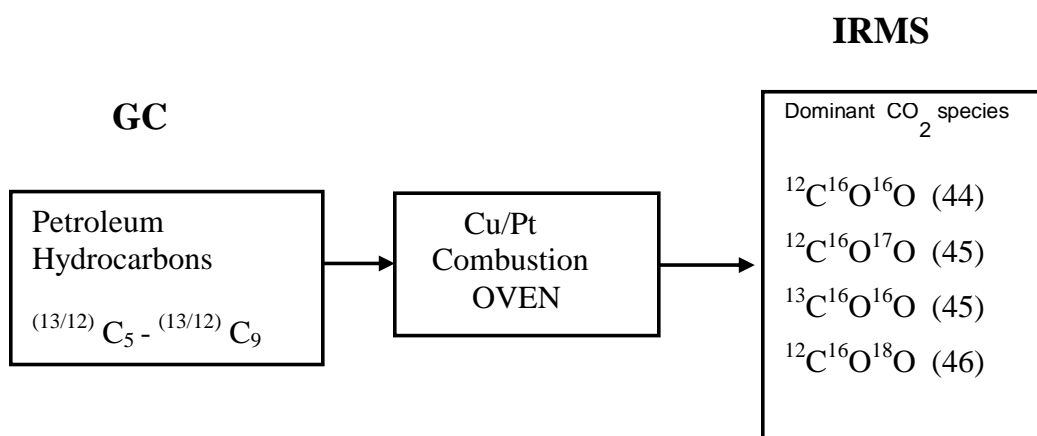 IRMS
GC
Petroleum
Hydrocarbons
(13/12) C₅ - (13/12) C₉
Cu/Pt
Combustion
OVEN
Dominant CO₂ species
¹²C¹⁶O¹⁶O (44)
¹²C¹⁶O¹⁷O (45)
¹³C¹⁶O¹⁶O (45)
¹²C¹⁶O¹⁸O (46)